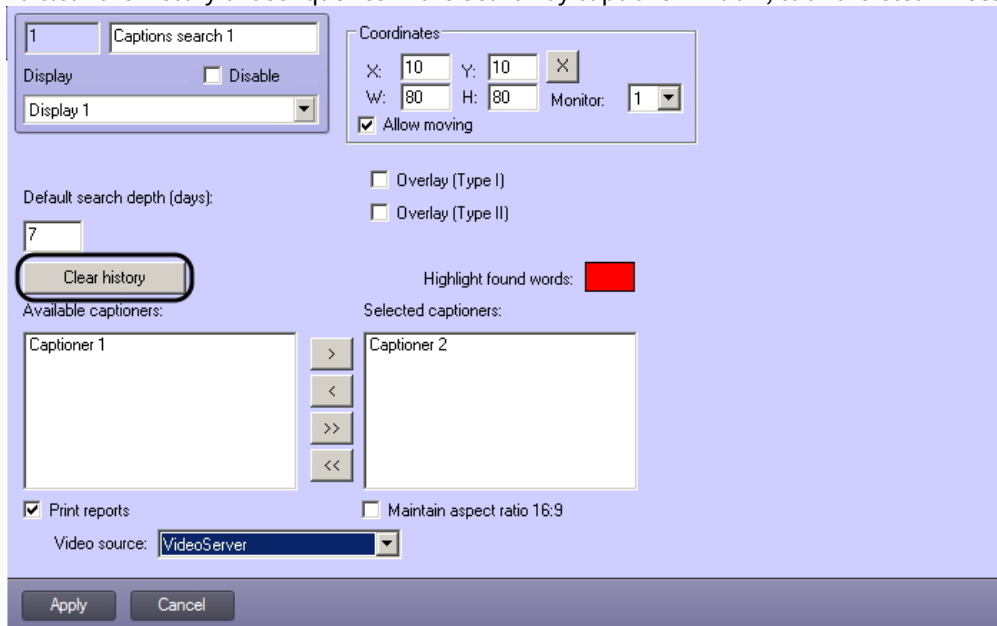 1 Captions search 1
Display Disable
Display 1
Coordinates
X: 10 Y: 10 X
W: 80 H: 80 Monitor: 1
Allow moving
Overlay (Type I)
Default search depth (days):
Overlay (Type II)
7
Clear history Highlight found words:
Available captioners: Selected captioners:
Captioner 1 > Captioner 2
<
>>
<<
Print reports Maintain aspect ratio 16:9
Video source: VideoServer
Apply Cancel